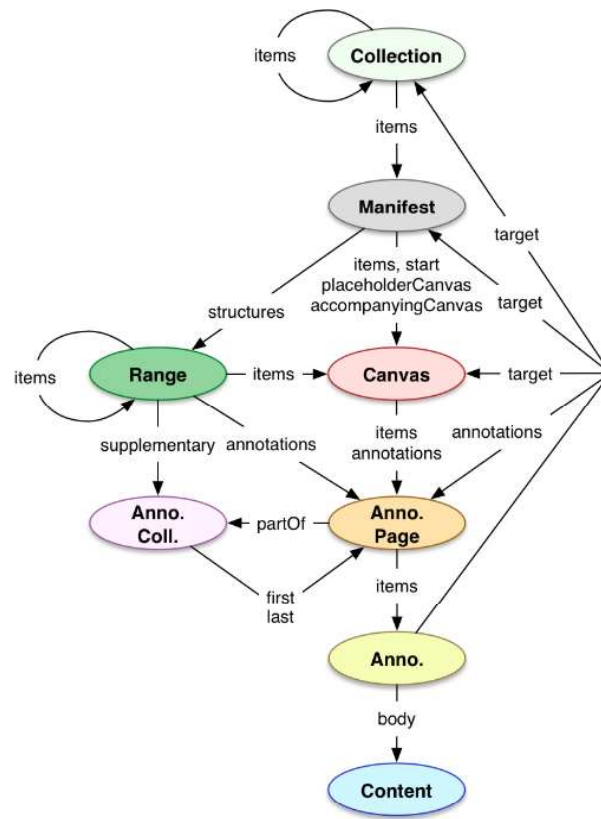 Collection
items
items
Manifest
target
items, start
placeholderCanvas
accompanyingCanvas
target
structures
items
Range
items
Canvas
target
supplementary
annotations
items
annotations
annotations
Anno.
Coll.
partOf
Anno.
Page
first
last
items
Anno.
body
Content